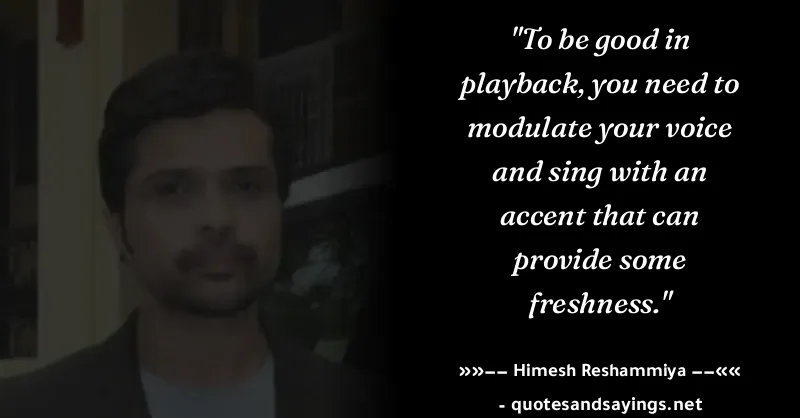 "To be good in
playback, you need to
modulate your voice
and sing with an
accent that can
provide some
freshness."
»»−− Himesh Reshammiya −−««
- quotesandsayings.net